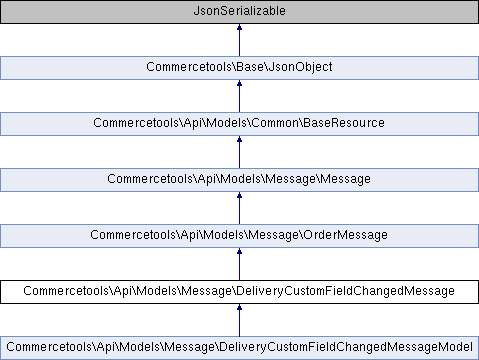 JsonSerializable
Commercetools\Base\JsonObject
Commercetools\Api\Models\Common\BaseResource
Commercetools\Api\Models\Message\Message
Commercetools\Api\Models\Message\OrderMessage
Commercetools\Api\Models\Message\DeliveryCustomFieldChangedMessage
Commercetools\Api\Models\Message\DeliveryCustomFieldChangedMessageModel